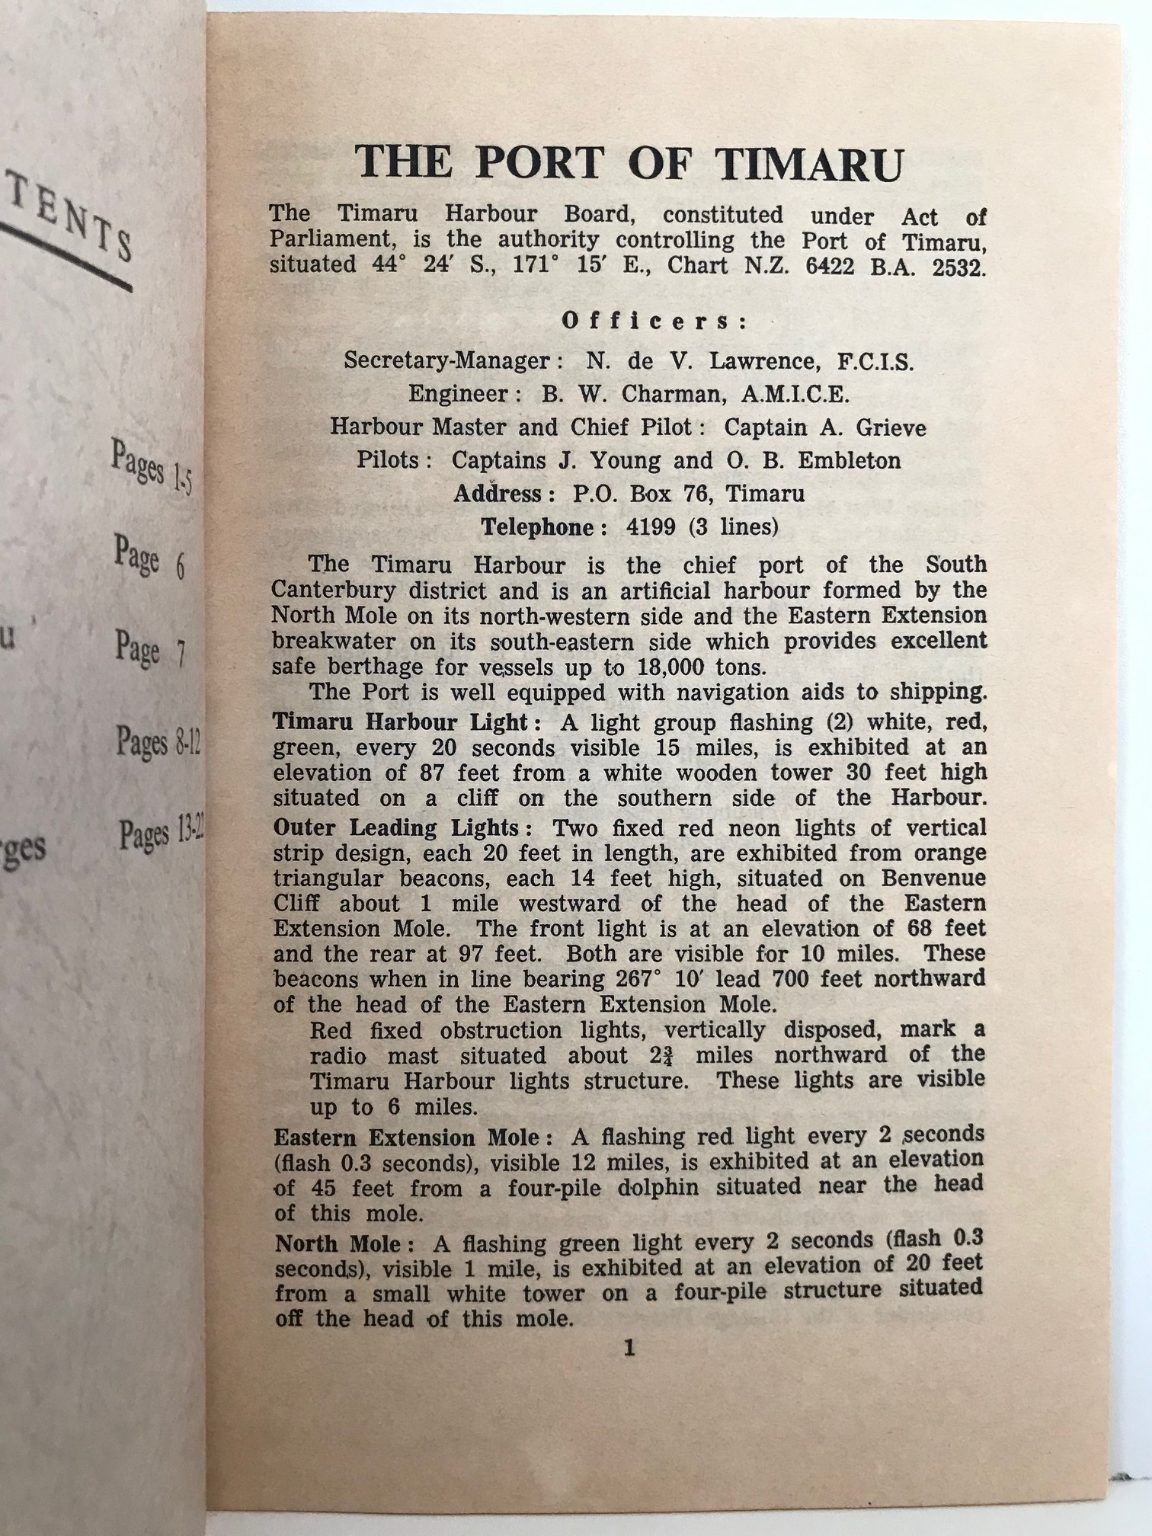 TENTS
Pages 1-5
Page 6
Page 7
Pages 8-12
Pages
THE PORT OF TIMARU
The Timaru Harbour Board, constituted under Act of
Parliament, is the authority controlling the Port of Timaru,
situated 44° 24′ S., 171° 15′ E., Chart N.Z. 6422 B.A. 2532.
Officers:
Secretary-Manager: N. de V. Lawrence, F.C.I.S.
Engineer: B. W. Charman, A.M.I.C.E.
Harbour Master and Chief Pilot: Captain A. Grieve
Pilots: Captains J. Young and O. B. Embleton
Address: P.O. Box 76, Timaru
Telephone: 4199 (3 lines)
The Timaru Harbour is the chief port of the South
Canterbury district and is an artificial harbour formed by the
North Mole on its north-western side and the Eastern Extension
breakwater on its south-eastern side which provides excellent
safe berthage for vessels up to 18,000 tons.
The Port is well equipped with navigation aids to shipping.
Timaru Harbour Light: A light group flashing (2) white, red,
green, every 20 seconds visible 15 miles, is exhibited at an
elevation of 87 feet from a white wooden tower 30 feet high
situated on a cliff on the southern side of the Harbour.
Outer Leading Lights: Two fixed red neon lights of vertical
strip design, each 20 feet in length, are exhibited from orange
triangular beacons, each 14 feet high, situated on Benvenue
Cliff about 1 mile westward of the head of the Eastern
Extension Mole. The front light is at an elevation of 68 feet
and the rear at 97 feet. Both are visible for 10 miles. These
beacons when in line bearing 267° 10′ lead 700 feet northward
of the head of the Eastern Extension Mole.
Red fixed obstruction lights, vertically disposed, mark a
radio mast situated about 2¾ miles northward of the
Timaru Harbour lights structure. These lights are visible
up to 6 miles.
Eastern Extension Mole: A flashing red light every 2 seconds
(flash 0.3 seconds), visible 12 miles, is exhibited at an elevation
of 45 feet from a four-pile dolphin situated near the head
of this mole.
North Mole: A flashing green light every 2 seconds (flash 0.3
seconds), visible 1 mile, is exhibited at an elevation of 20 feet
from a small white tower on a four-pile structure situated
off the head of this mole.
1